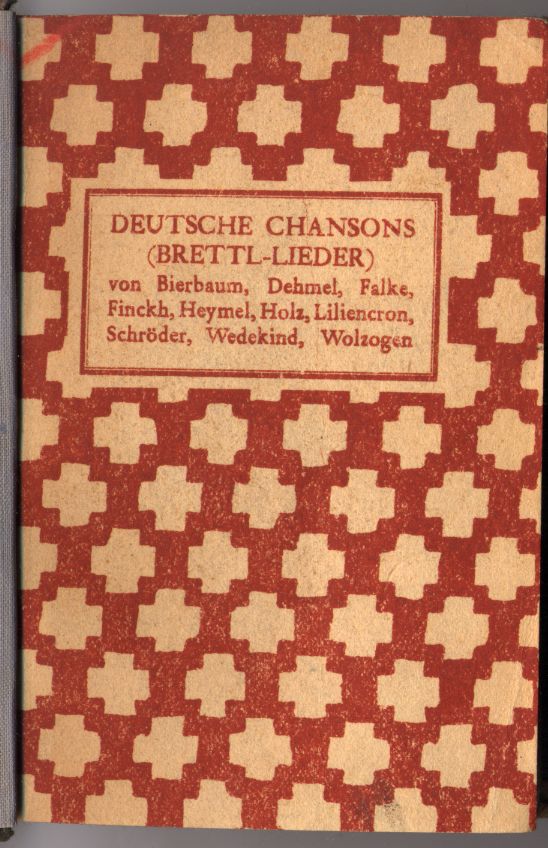 DEUTSCHE CHANSONS
(BRETTL-LIEDER)
von Bierbaum, Dehmel, Falke,
Finckh, Heymel, Holz, Liliencron,
Schröder, Wedekind, Wolzogen